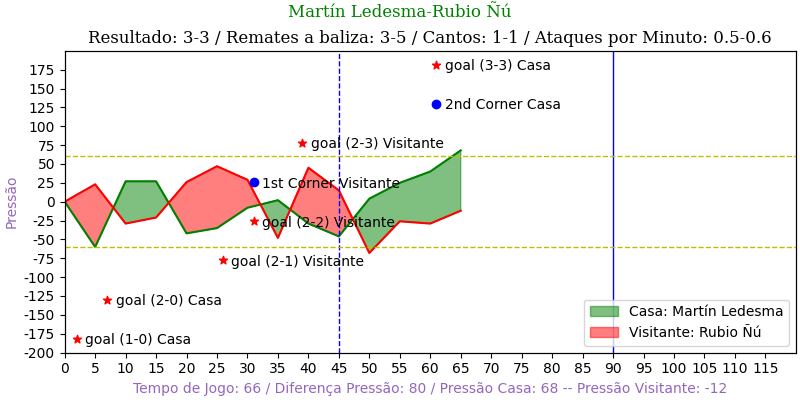 Martín Ledesma-Rubio Ñú
Resultado: 3-3 / Remates a baliza: 3-5 / Cantos: 1-1 / Ataques por Minuto: 0.5-0.6
Pressão
175
150
125
100
75
50
25
0
-25
-50
-75
-100
-125
-150
-175
-200
goal (3-3) Casa
2nd Corner Casa
goal (2-3) Visitante
1st Corner Visitante
goal (2-2) Visitante
goal (2-1) Visitante
goal (2-0) Casa
goal (1-0) Casa
Casa: Martín Ledesma
Visitante: Rubio Ñú
0 5 10 15 20 25 30 35 40 45 50 55 60 65 70 75 80 85 90 95 100 105 110 115
Tempo de Jogo: 66 / Diferença Pressão: 80 / Pressão Casa: 68 -- Pressão Visitante: -12